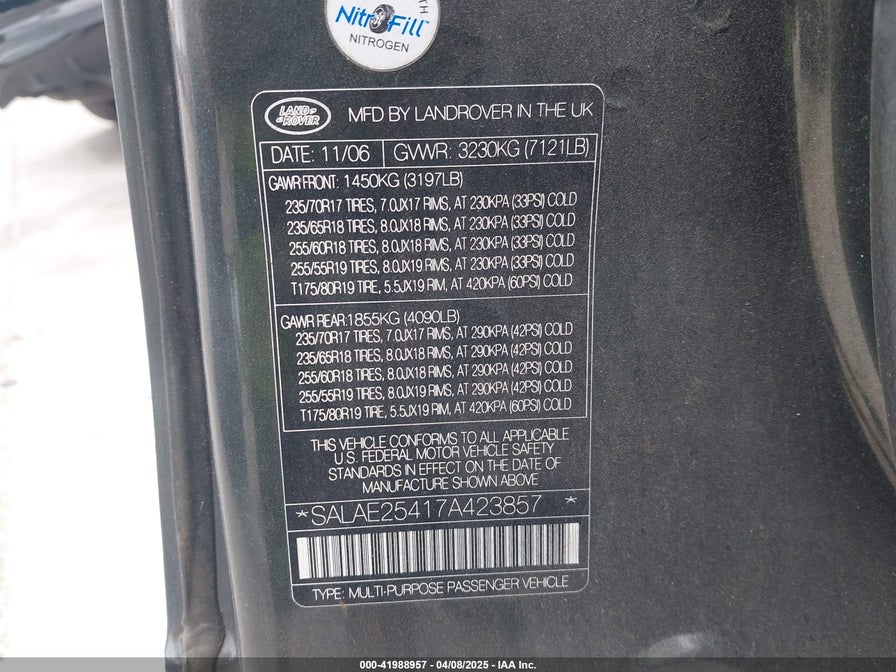 TH
NitroFill™
NITROGEN
LAND ROVER
MFD BY LANDROVER IN THE UK
DATE: 11/06 GVWR: 3230KG (7121LB)
GAWR FRONT: 1450KG (3197LB)
235/70R17 TIRES, 7.0JX17 RIMS, AT 230KPA (33PSI) COLD
235/65R18 TIRES, 8.0JX18 RIMS, AT 230KPA (33PSI) COLD
255/60R18 TIRES, 8.0JX18 RIMS, AT 230KPA (33PSI) COLD
255/55R19 TIRES, 8.0JX19 RIMS, AT 230KPA (33PSI) COLD
T175/80R19 TIRE, 5.5JX19 RIM, AT 420KPA (60PSI) COLD
GAWR REAR: 1855KG (4090LB)
235/70R17 TIRES, 7.0JX17 RIMS, AT 290KPA (42PSI) COLD
235/65R18 TIRES, 8.0JX18 RIMS, AT 290KPA (42PSI) COLD
255/60R18 TIRES, 8.0JX18 RIMS, AT 290KPA (42PSI) COLD
255/55R19 TIRES, 8.0JX19 RIMS, AT 290KPA (42PSI) COLD
T175/80R19 TIRE, 5.5JX19 RIM, AT 420KPA (60PSI) COLD
THIS VEHICLE CONFORMS TO ALL APPLICABLE
U.S. FEDERAL MOTOR VEHICLE SAFETY
STANDARDS IN EFFECT ON THE DATE OF
MANUFACTURE SHOWN ABOVE
*SALAE25417A423857 *
TYPE: MULTI-PURPOSE PASSENGER VEHICLE
000-41988957 - 04/08/2025 - IAA Inc.